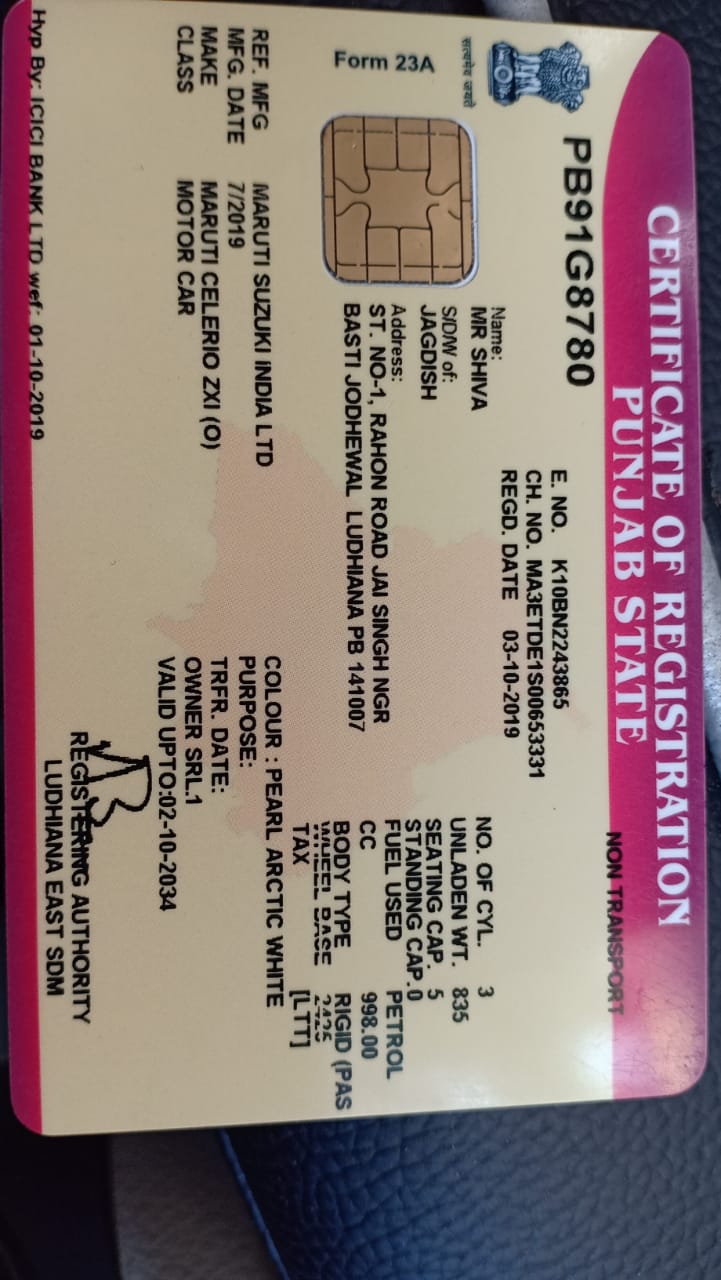 CERTIFICATE OF REGISTRATION
PUNJAB STATE
NON TRANSPORT
PB91G8780
सत्यमेव जयते
Form 23A
E. NO. K10BN2243865
CH. NO. MA3ETDE1S00653331
REGD. DATE 03-10-2019
Name:
MR SHIVA
S/D/W of:
JAGDISH
Address:
ST. NO-1, RAHON ROAD JAI SINGH NGR
BASTI JODHEWAL LUDHIANA PB 141007
NO. OF CYL. 3
UNLADEN WT. 835
SEATING CAP. 5
STANDING CAP.0
FUEL USED PETROL
CC 998.00
BODY TYPE RIGID (PAS
WHEEL BASE 2425
TAX [LTT]
REF. MFG MARUTI SUZUKI INDIA LTD
MFG. DATE 7/2019
MAKE MARUTI CELERIO ZXI (O)
CLASS MOTOR CAR
COLOUR : PEARL ARCTIC WHITE
PURPOSE:
TRFR. DATE:
OWNER SRL.1
VALID UPTO:02-10-2034
REGISTERING AUTHORITY
LUDHIANA EAST SDM
Hyp By: ICICI BANK LTD wef: 01-10-2019